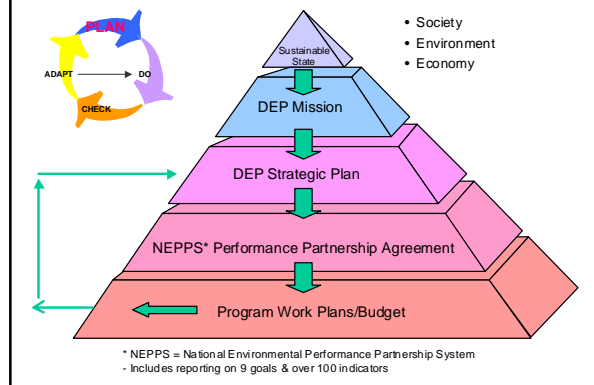 PLAN
ADAPT
DO
CHECK
• Society
• Environment
• Economy
Sustainable
State
DEP Mission
DEP Strategic Plan
NEPPS* Performance Partnership Agreement
Program Work Plans/Budget
* NEPPS = National Environmental Performance Partnership System
- Includes reporting on 9 goals & over 100 indicators